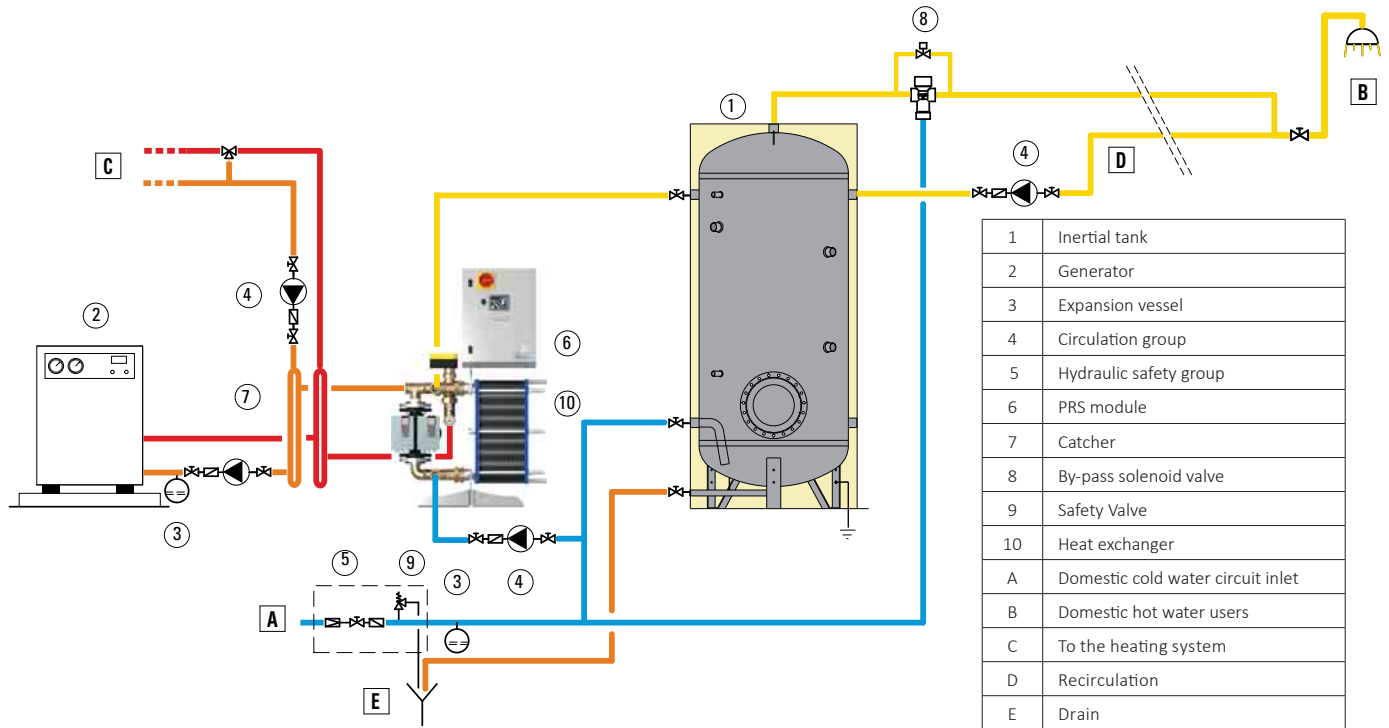 8
1
B
C
4
D
4
2
6
7
10
3
5
9
3
4
A
E
1 Inertial tank
2 Generator
3 Expansion vessel
4 Circulation group
5 Hydraulic safety group
6 PRS module
7 Catcher
8 By-pass solenoid valve
9 Safety Valve
10 Heat exchanger
A Domestic cold water circuit inlet
B Domestic hot water users
C To the heating system
D Recirculation
E Drain